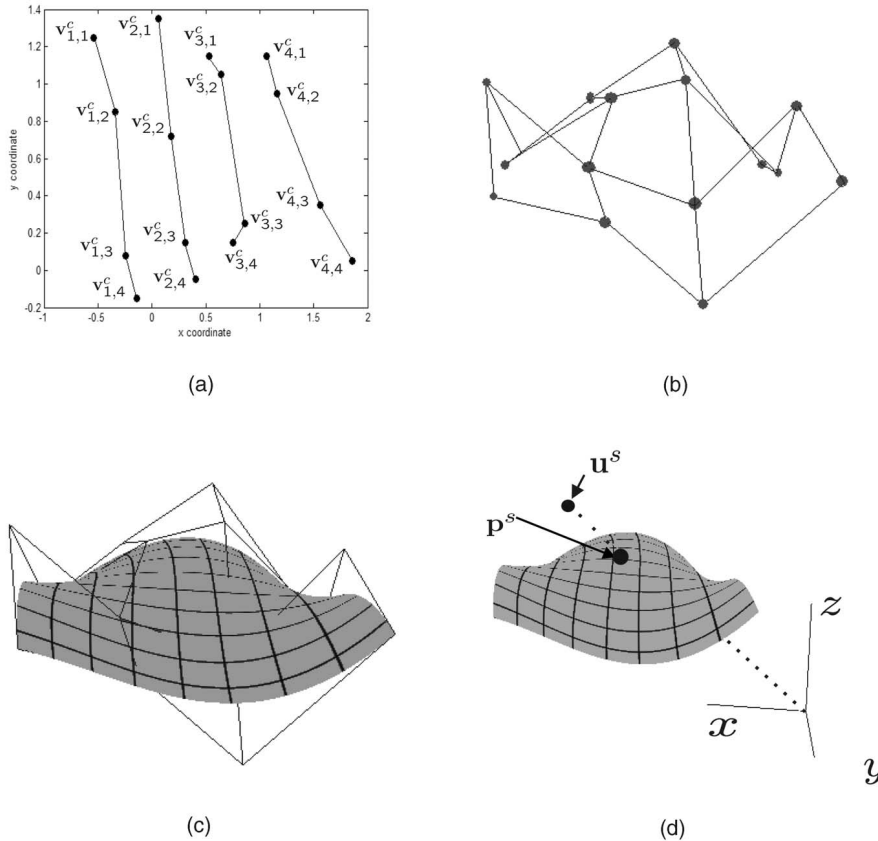 1.4
1.2
1
0.8
0.6
0.4
0.2
0
-0.2
y coordinate
-1
-0.5
0
0.5
1
1.5
2
x coordinate
v^c_{1,1}
v^c_{2,1}
v^c_{3,1}
v^c_{4,1}
v^c_{1,2}
v^c_{2,2}
v^c_{3,2}
v^c_{4,2}
v^c_{1,3}
v^c_{2,3}
v^c_{3,3}
v^c_{4,3}
v^c_{1,4}
v^c_{2,4}
v^c_{3,4}
v^c_{4,4}
(a)
(b)
(c)
u^s
p^s
z
x
y
(d)